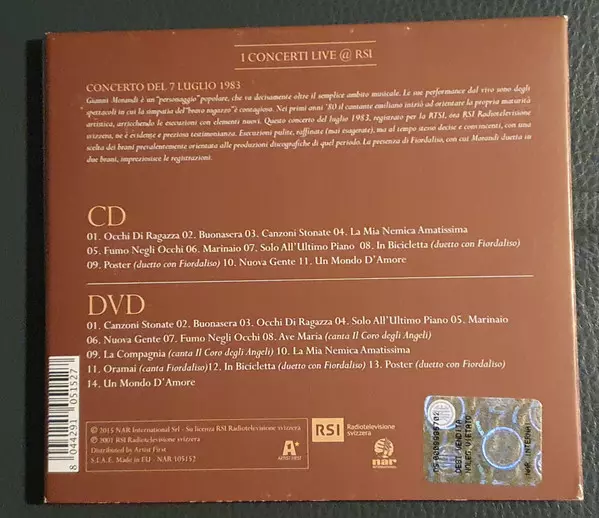 I CONCERTI LIVE @ RSI
CONCERTO DEL 7 LUGLIO 1983
Gianni Morandi è un "personaggio" popolare, che va decisamente oltre il semplice ambito musicale. Le sue performance dal vivo sono degli
spettacoli in cui la simpatia del "bravo ragazzo" è contagiosa. Nei primi anni '80 il cantante emiliano iniziò ad orientare la propria maturità
artistica, arricchendo le esecuzioni con elementi nuovi. Questo concerto del luglio 1983, registrato per la RTSI, ora RSI Radiotelevisione
svizzera, ne è evidente e preziosa testimonianza. Esecuzioni pulite, raffinate (mai esagerate), ma al tempo stesso decise e convincenti, con una
scelta dei brani prevalentemente orientata alle produzioni discografiche di quel periodo. La presenza di Fiordaliso, con cui Morandi duetta in
due brani, impreziosisce le registrazioni.
CD
01. Occhi Di Ragazza 02. Buonasera 03. Canzoni Stonate 04. La Mia Nemica Amatissima
05. Fumo Negli Occhi 06. Marinaio 07. Solo All'Ultimo Piano 08. In Bicicletta (duetto con Fiordaliso)
09. Poster (duetto con Fiordaliso) 10. Nuova Gente 11. Un Mondo D'Amore
DVD
01. Canzoni Stonate 02. Buonasera 03. Occhi Di Ragazza 04. Solo All'Ultimo Piano 05. Marinaio
06. Nuova Gente 07. Fumo Negli Occhi 08. Ave Maria (canta Il Coro degli Angeli)
09. La Compagnia (canta Il Coro degli Angeli) 10. La Mia Nemica Amatissima
11. Oramai (canta Fiordaliso)12. In Bicicletta (duetto con Fiordaliso) 13. Poster (duetto con Fiordaliso)
14. Un Mondo D'Amore
8 044291 051527
℗ 2015 NAR International Srl - Su licenza RSI Radiotelevisione svizzera
℗ 2001 RSI Radiotelevisione svizzera
Distributed by Artist First
S.I.A.E. Made in EU - NAR 105152
A
ARTIST FIRST
RSI Radiotelevisione
svizzera
nar
INTERNATIONAL
DEST.VENDITA
NOLEG.VIETATO
NAR INTERNATI